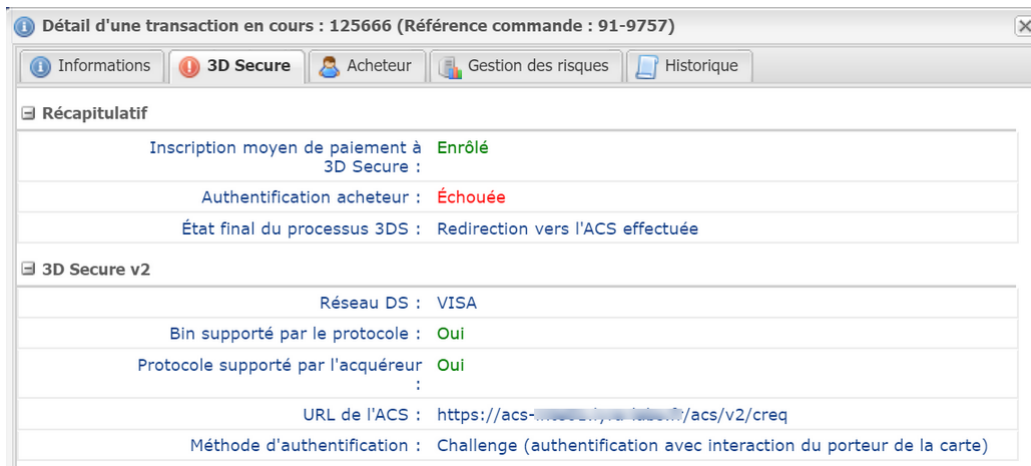 Détail d'une transaction en cours : 125666 (Référence commande : 91-9757)
Informations
3D Secure
Acheteur
Gestion des risques
Historique
Récapitulatif
Inscription moyen de paiement à Enrôlé
3D Secure :
Authentification acheteur : Échouée
État final du processus 3DS : Redirection vers l'ACS effectuée
3D Secure v2
Réseau DS : VISA
Bin supporté par le protocole : Oui
Protocole supporté par l'acquéreur Oui
:
URL de l'ACS : https://acs- /acs/v2/creq
Méthode d'authentification : Challenge (authentification avec interaction du porteur de la carte)